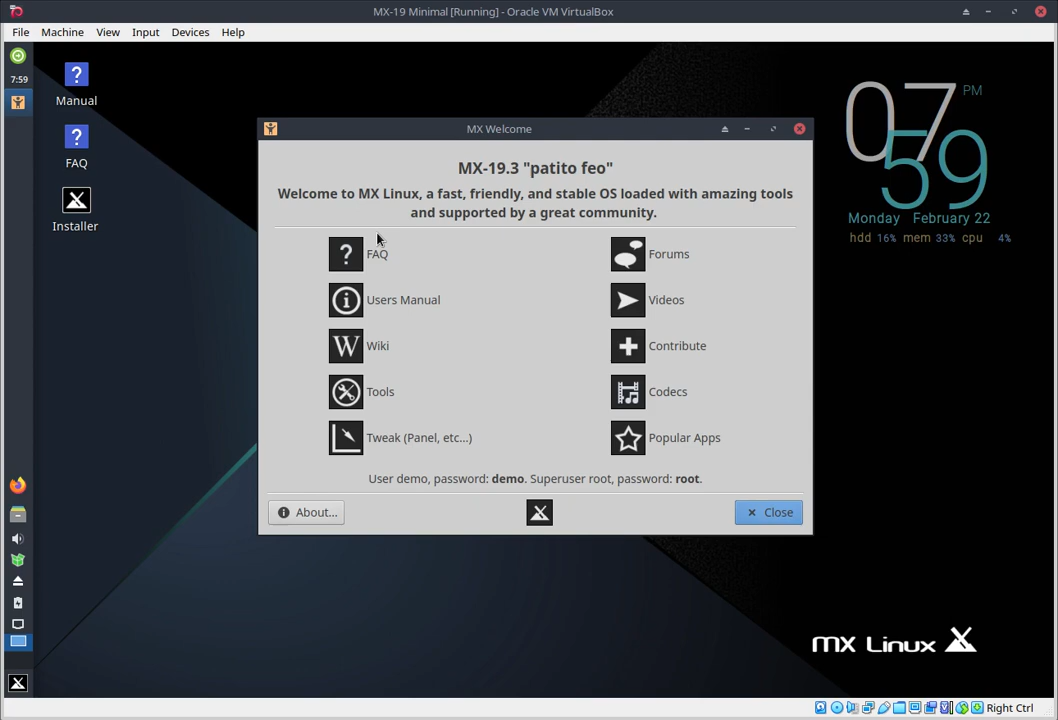 MX-19 Minimal [Running] - Oracle VM VirtualBox
File Machine View Input Devices Help
7:59
Manual
FAQ
Installer
07 PM
59
Monday February 22
hdd 16% mem 33% cpu 4%
MX Welcome
MX-19.3 "patito feo"
Welcome to MX Linux, a fast, friendly, and stable OS loaded with amazing tools
and supported by a great community.
? FAQ
Forums
Users Manual
Videos
W Wiki
Contribute
Tools
Codecs
Tweak (Panel, etc...)
Popular Apps
User demo, password: demo. Superuser root, password: root.
About...
Close
MX Linux
Right Ctrl